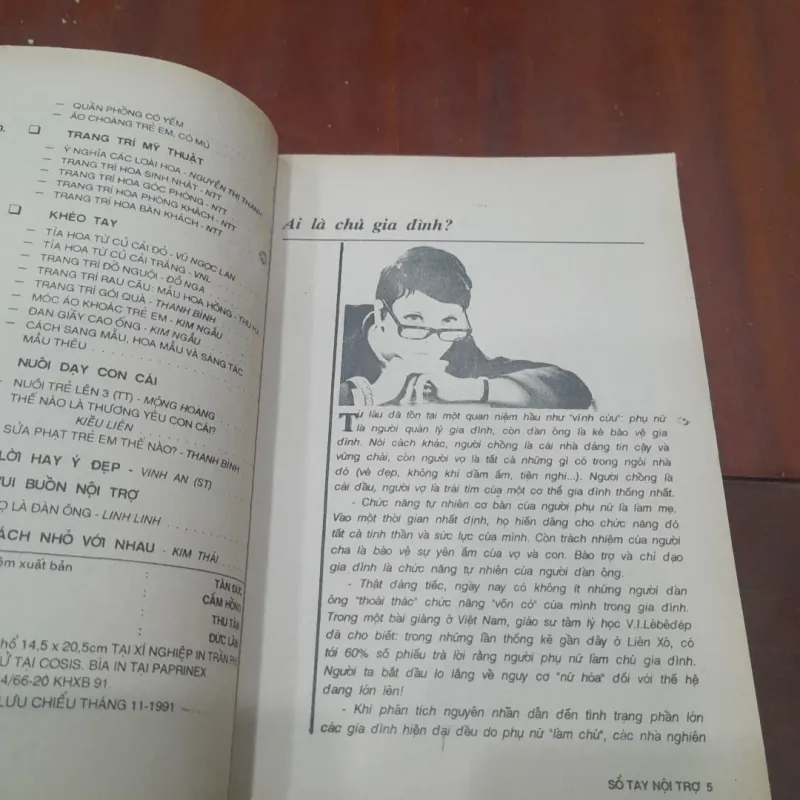 — QUẦN PHỒNG CÓ YẾM
— ÁO CHOÀNG TRẺ EM, CÓ MŨ
❑ TRANG TRÍ MỸ THUẬT
— Ý NGHĨA CÁC LOÀI HOA - NGUYỄN THỊ THANH
— TRANG TRÍ HOA SINH NHẬT - NTT
— TRANG TRÍ HOA GÓC PHÒNG - NTT
— TRANG TRÍ HOA PHÒNG KHÁCH - NTT
— TRANG TRÍ HOA BÀN KHÁCH - NTT
❑ KHÉO TAY
— TỈA HOA TỪ CỦ CẢI ĐỎ - VŨ NGỌC LAN
— TỈA HOA TỪ CỦ CẢI TRẮNG - VNL
— TRANG TRÍ ĐỒ NGUỘI - ĐỖ NGA
— TRANG TRÍ RAU CÂU: MẪU HOA HỒNG - THU
— TRANG TRÍ GÓI QUÀ - THANH BÌNH
— MÓC ÁO KHOÁC TRẺ EM - KIM NGẪU
— ĐAN GIẦY CAO ỐNG - KIM NGẪU
— CÁCH SANG MẪU, HỌA MẪU VÀ SÁNG TÁC
MẪU THÊU
NUÔI DẠY CON CÁI
NUÔI TRẺ LÊN 3 (TT) - MỘNG HOÀNG
THẾ NÀO LÀ THƯƠNG YÊU CON CÁI?
KIỀU LIÊN
SỬA PHẠT TRẺ EM THẾ NÀO? - THANH BÌNH
LỜI HAY Ý ĐẸP - VINH AN (ST)
VUI BUỒN NỘI TRỢ
VỢ LÀ ĐÀN ÔNG - LINH LINH
NHỎ VỚI NHAU - KIM THÁI
xuất bản :
: TÂN ĐỨC
: CẨM HỒNG
: THU TÂM
: ĐỨC LÂM
khổ 14,5 x 20,5cm TẠI XÍ NGHIỆP IN TRẦN PHÚ
TẠI COSIS. BÌA IN TẠI PAPRINEX
4/66-20 KHXB 91.
LƯU CHIỂU THÁNG 11-1991
Ai là chủ gia đình?
Từ lâu đã tồn tại một quan niệm hầu như "vĩnh cửu": phụ nữ
là người quản lý gia đình, còn đàn ông là kẻ bảo vệ gia
đình. Nói cách khác, người chồng là cái nhà đáng tin cậy và
vững chãi, còn người vợ là tất cả những gì có trong ngôi nhà
đó (vẻ đẹp, không khí đầm ấm, tiện nghi...). Người chồng là
cái đầu, người vợ là trái tim của một cơ thể gia đình thống nhất.
- Chức năng tự nhiên cơ bản của người phụ nữ là làm mẹ.
Vào một thời gian nhất định, họ hiến dâng cho chức năng đó
tất cả tinh thần và sức lực của mình. Còn trách nhiệm của người
cha là bảo vệ sự yên ấm của vợ và con. Bảo trợ và chỉ đạo
gia đình là chức năng tự nhiên của người đàn ông.
- Thật đáng tiếc, ngày nay có không ít những người đàn
ông "thoái thác" chức năng "vốn có" của mình trong gia đình.
Trong một bài giảng ở Việt Nam, giáo sư tâm lý học V.I.Lêbêđép
đã cho biết: trong những lần thống kê gần đây ở Liên Xô, có
tới 60% số phiếu trả lời rằng người phụ nữ làm chủ gia đình.
Người ta bắt đầu lo lắng về nguy cơ "nữ hóa" đối với thế hệ
đang lớn lên!
- Khi phân tích nguyên nhân dẫn đến tình trạng phần lớn
các gia đình hiện đại đều do phụ nữ "làm chủ", các nhà nghiên
SỔ TAY NỘI TRỢ 5